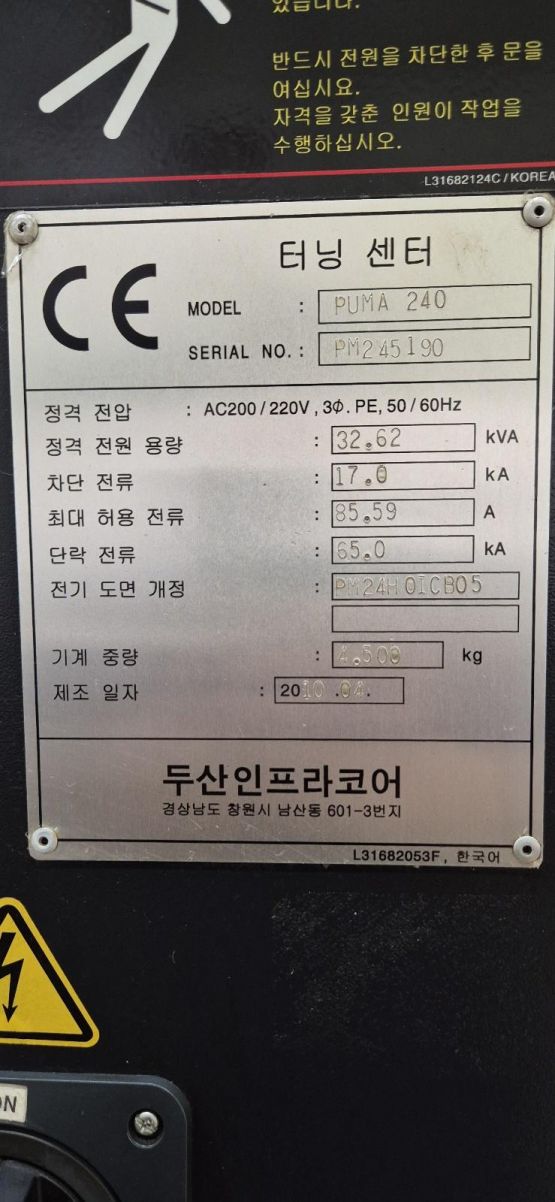 있습니다.
반드시 전원을 차단한 후 문을
여십시요.
자격을 갖춘 인원이 작업을
수행하십시오.
L31682124C/KOREA
CE
터닝 센터
MODEL : PUMA 240
SERIAL NO. : PM245190
정격 전압 : AC200/220V, 3Φ. PE, 50/60Hz
정격 전원 용량 : 32.62 kVA
차단 전류 : 17.0 kA
최대 허용 전류 : 85.59 A
단락 전류 : 65.0 kA
전기 도면 개정 : PM24H0ICB05
기계 중량 : 4.500 kg
제조 일자 : 2010.04.
두산인프라코어
경상남도 창원시 남산동 601-3번지
L31682053F, 한국어
ON